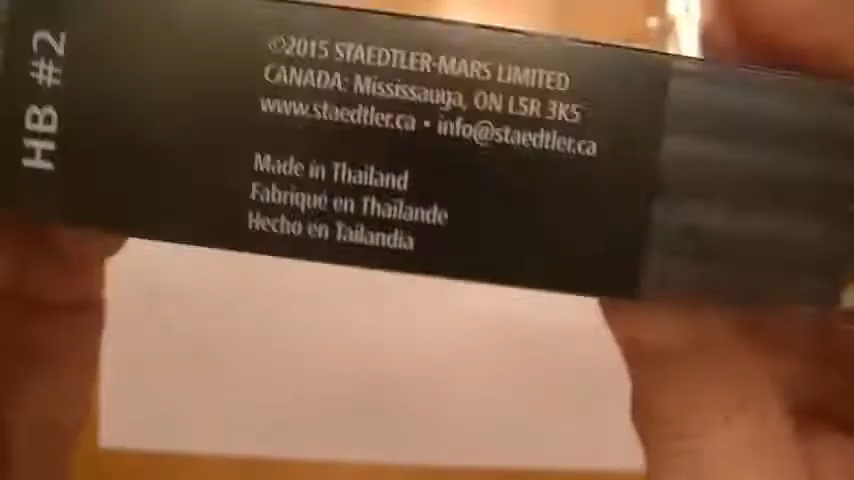 HB #2
©2015 STAEDTLER-MARS LIMITED
CANADA: Mississauga, ON L5R 3K5
www.staedtler.ca • info@staedtler.ca
Made in Thailand
Fabriqué en Thaïlande
Hecho en Tailandia